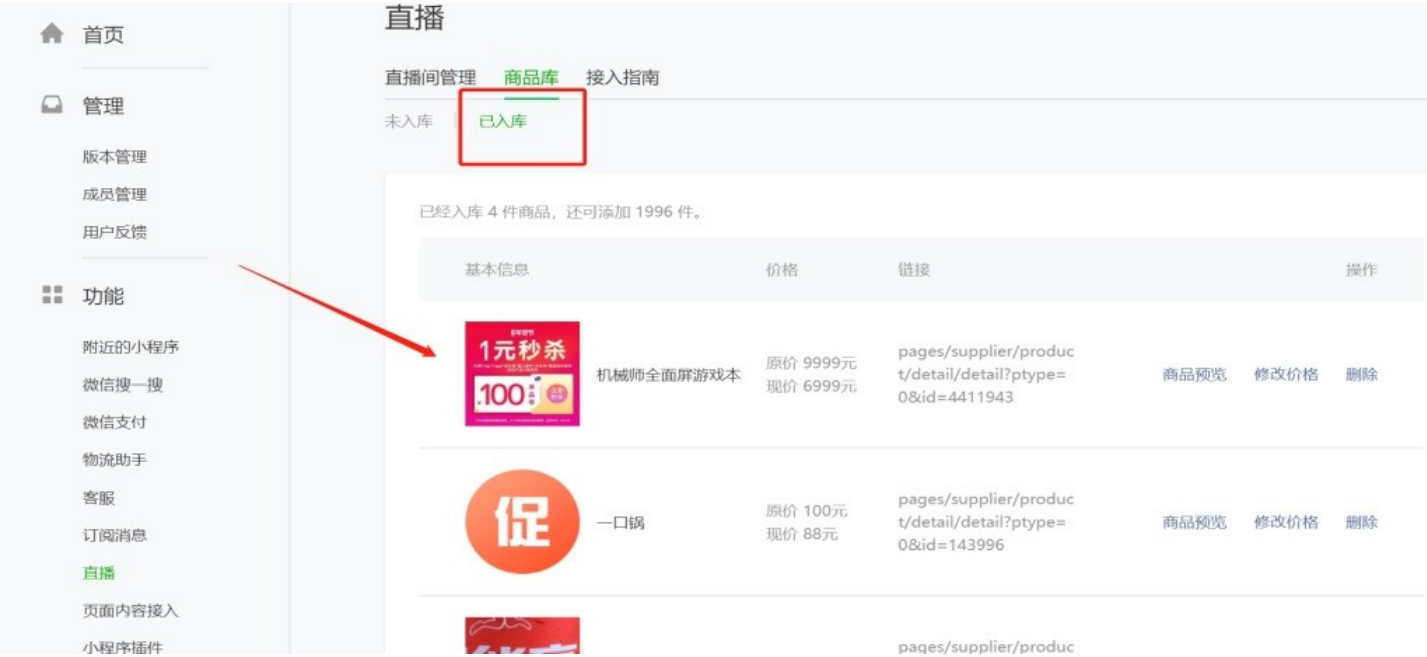 首页
管理
版本管理
成员管理
用户反馈
功能
附近的小程序
微信搜一搜
微信支付
物流助手
客服
订阅消息
直播
页面内容接入
小程序插件
直播
直播间管理 商品库 接入指南
未入库 | 已入库
已经入库 4 件商品，还可添加 1996 件。
基本信息 价格 链接 操作
1元秒杀
100
机械师全面屏游戏本
原价 9999元
现价 6999元
pages/supplier/produc
t/detail/detail?ptype=
0&id=4411943
商品预览 修改价格 删除
促
一口锅
原价 100元
现价 88元
pages/supplier/produc
t/detail/detail?ptype=
0&id=143996
商品预览 修改价格 删除
pages/supplier/produc